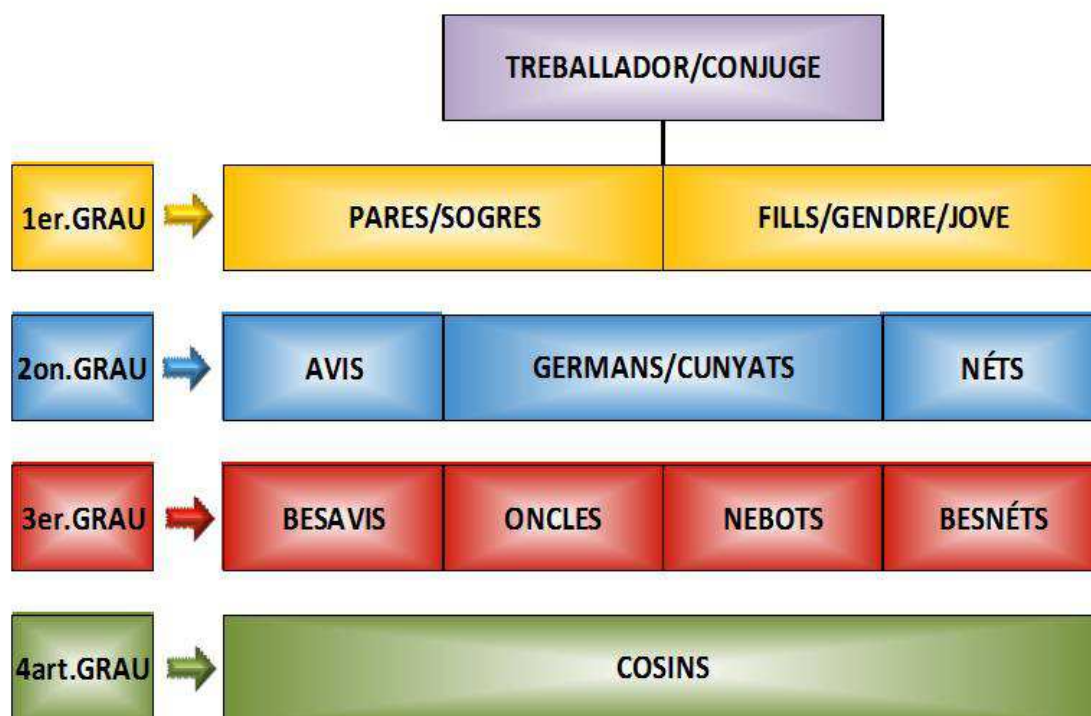 TREBALLADOR/CONJUGE
1er.GRAU PARES/SOGRES FILLS/GENDRE/JOVE
2on.GRAU AVIS GERMANS/CUNYATS NÉTS
3er.GRAU BESAVIS ONCLES NEBOTS BESNÉTS
4art.GRAU COSINS